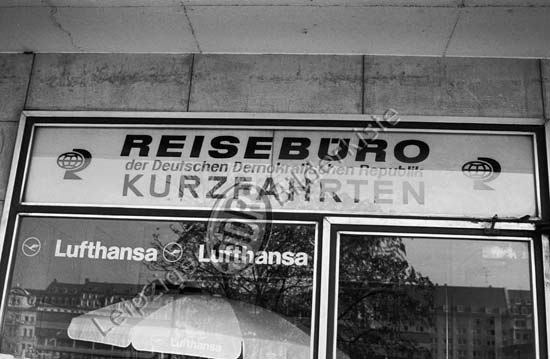 REISEBÜRO
der Deutschen Demokratischen Republik
KURZFAHRTEN
Lufthansa Lufthansa
Lufthansa